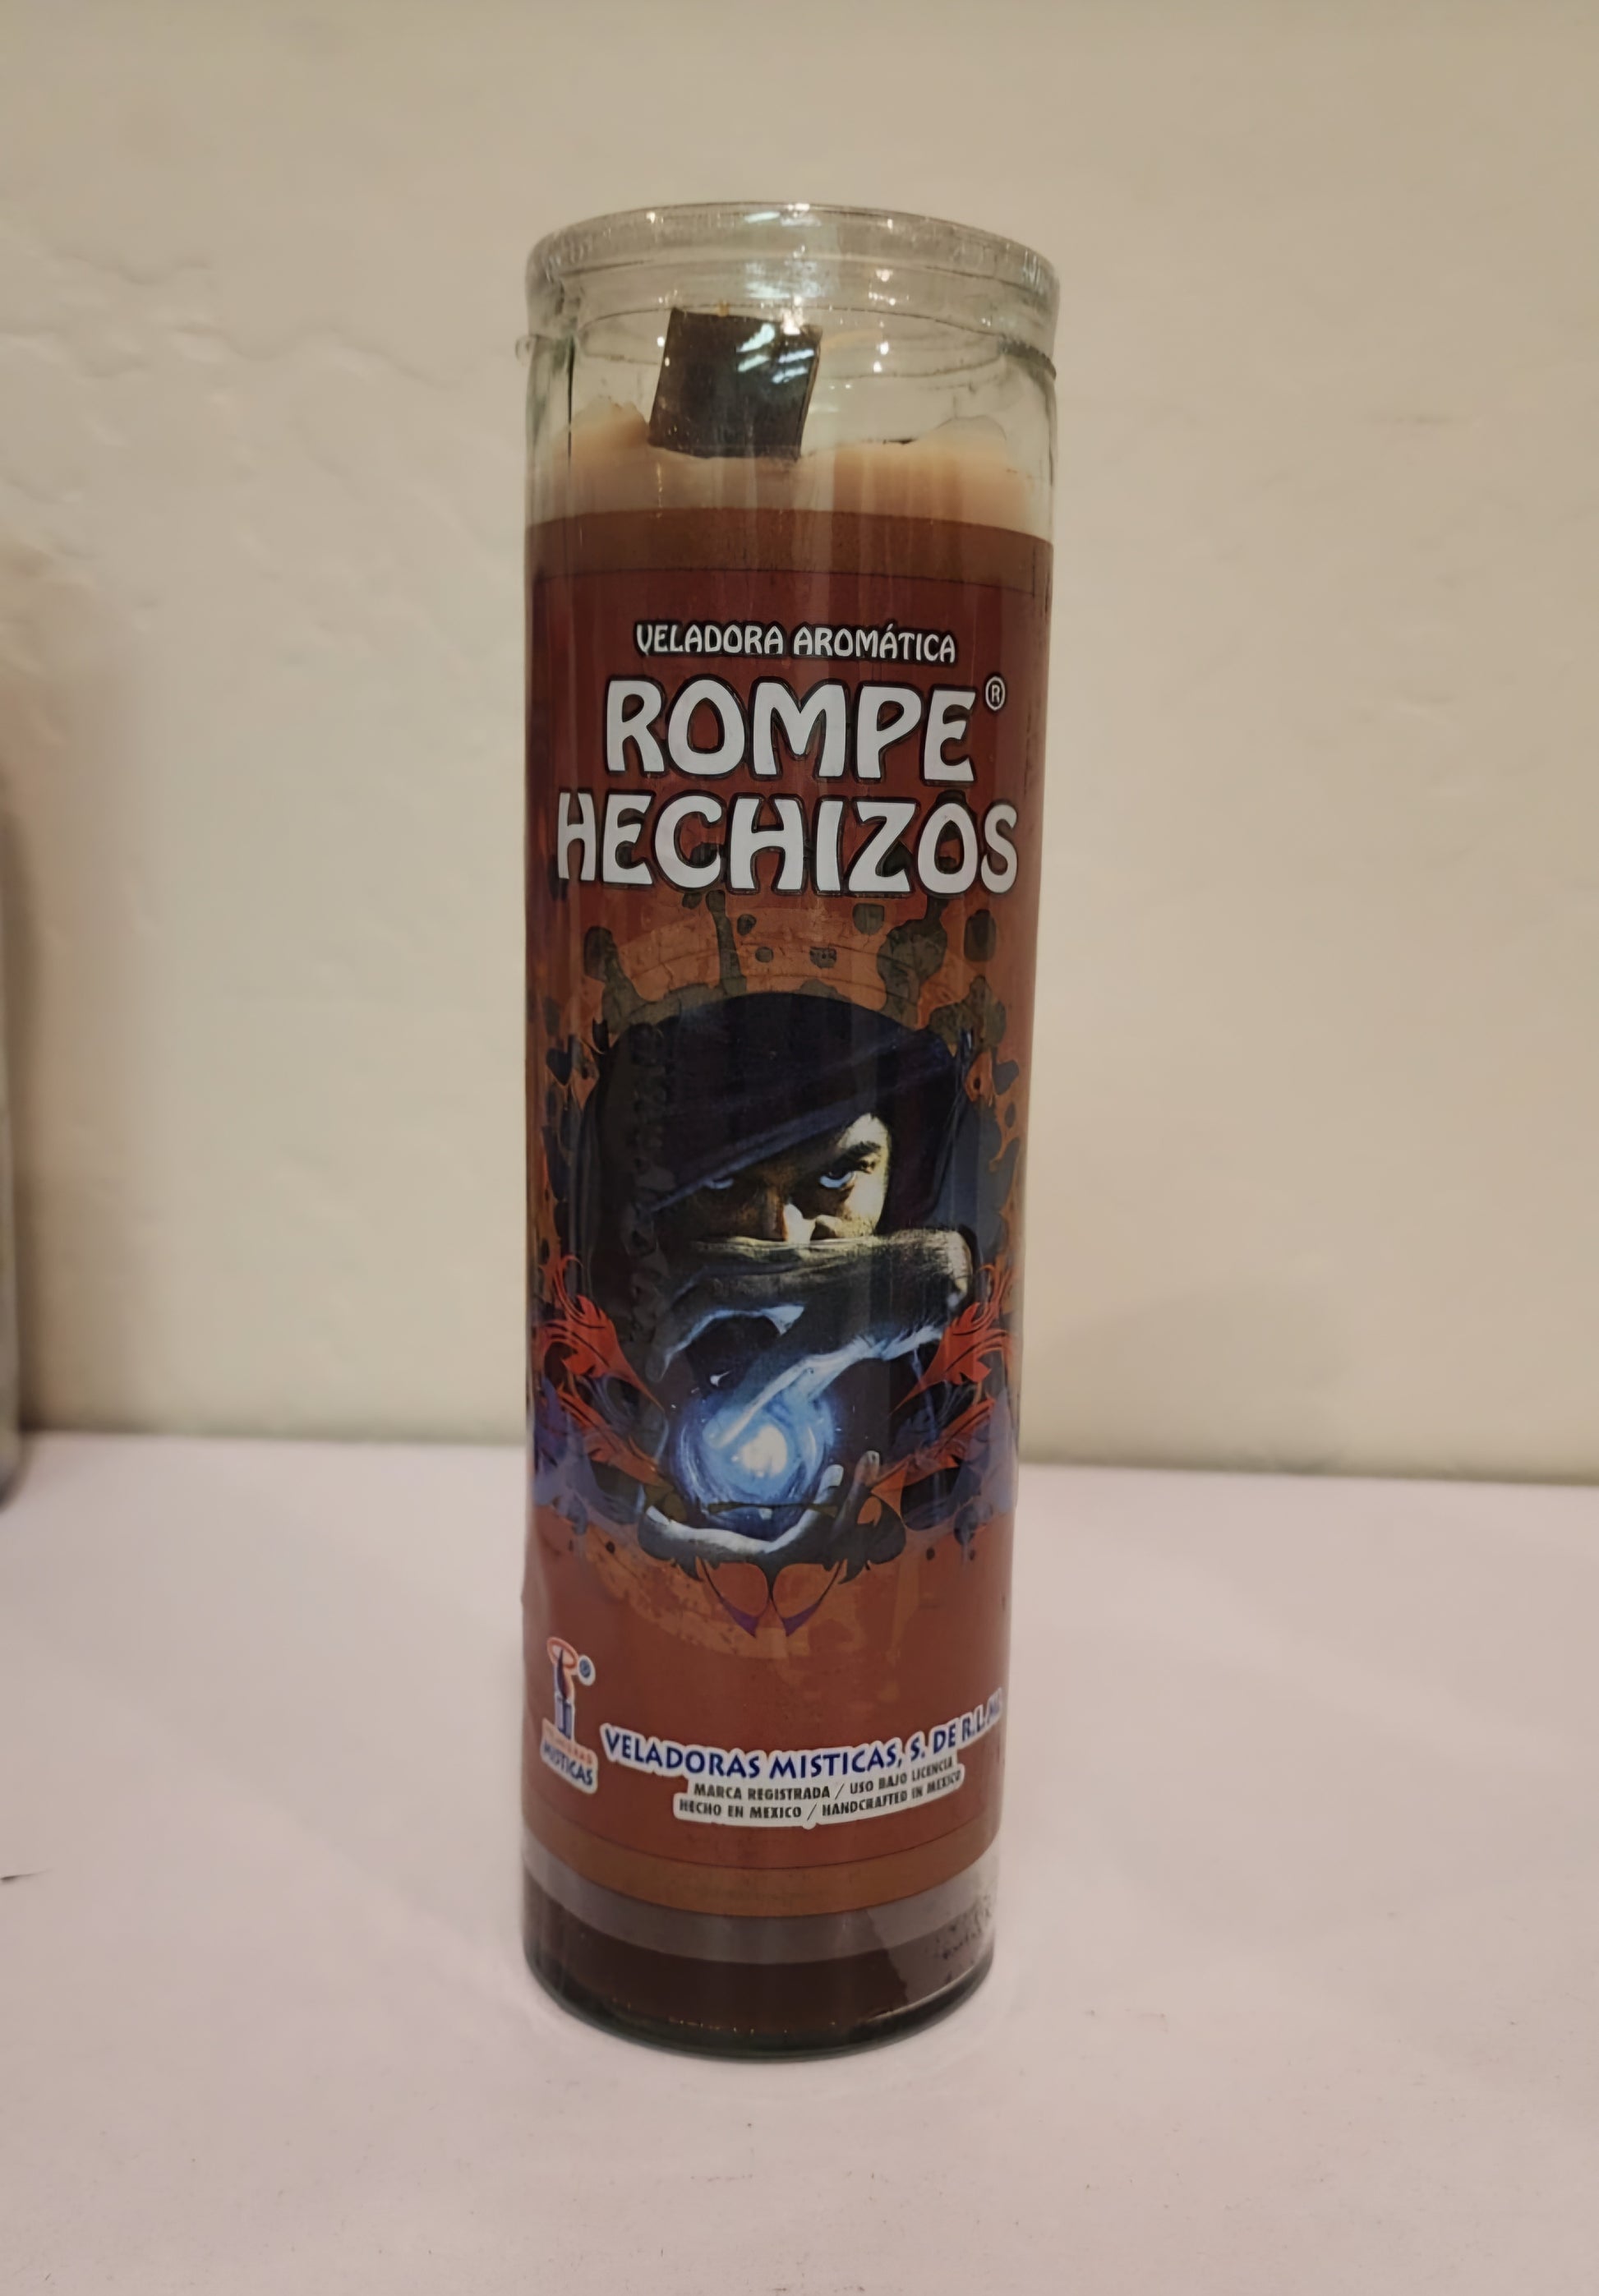 VELADORA AROMÁTICA
ROMPE®
HECHIZOS
®
MISTICAS
VELADORAS MISTICAS, S. DE R.L.
MARCA REGISTRADA / USO BAJO LICENCIA
HECHO EN MEXICO / HANDCRAFTED IN MEXICO